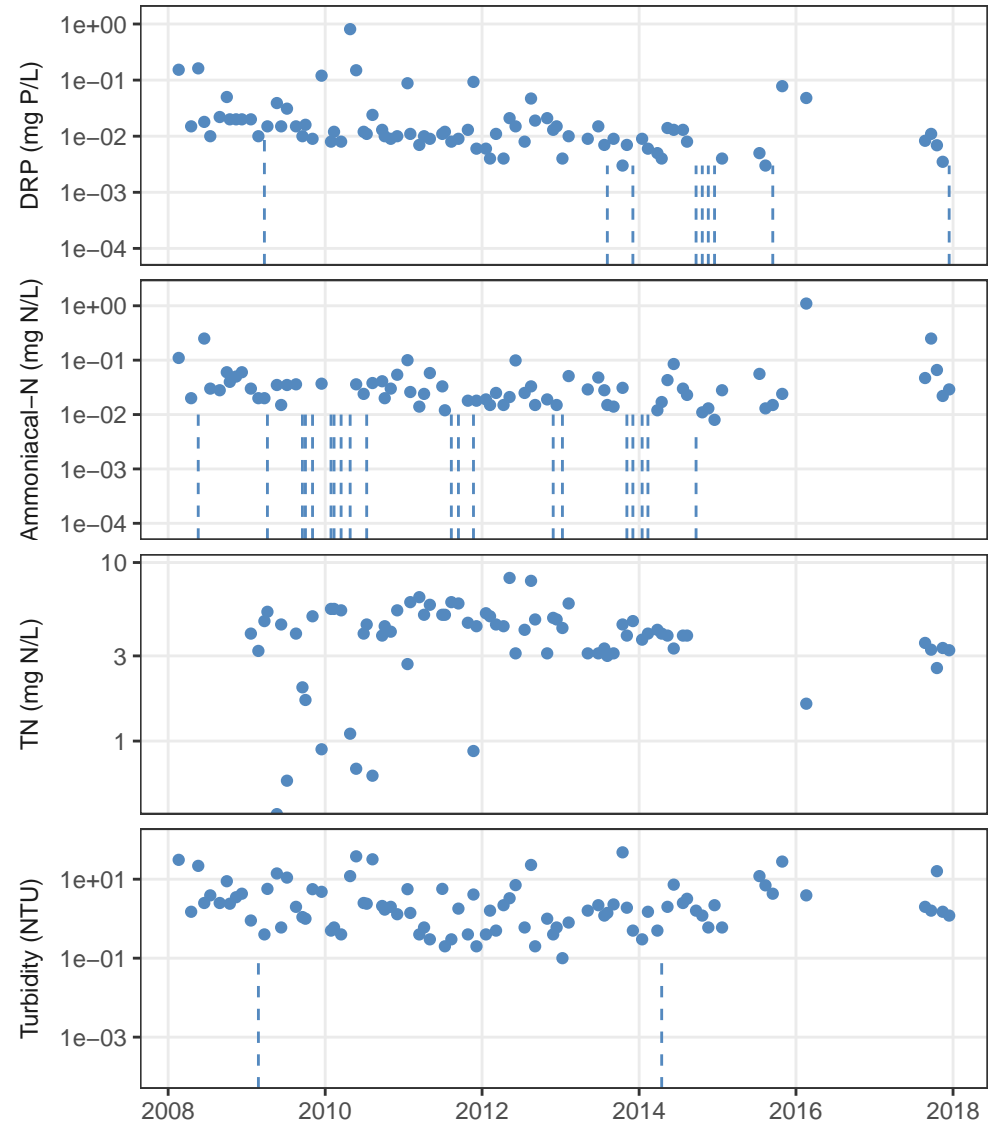 DRP (mg P/L)
1e+00
1e−01
1e−02
1e−03
1e−04
Ammoniacal−N (mg N/L)
1e+00
1e−01
1e−02
1e−03
1e−04
TN (mg N/L)
10
3
1
Turbidity (NTU)
1e+01
1e−01
1e−03
2008 2010 2012 2014 2016 2018